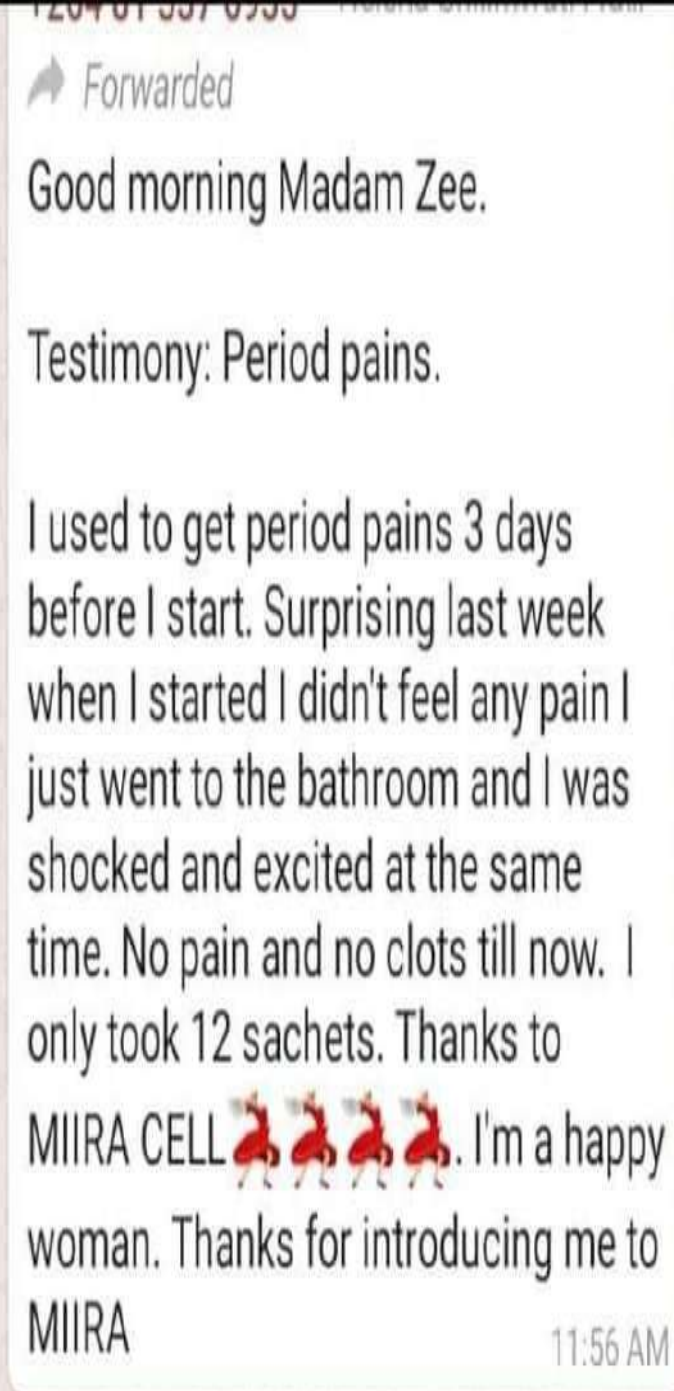 Forwarded
Good morning Madam Zee.
Testimony: Period pains.
I used to get period pains 3 days
before I start. Surprising last week
when I started I didn't feel any pain I
just went to the bathroom and I was
shocked and excited at the same
time. No pain and no clots till now. I
only took 12 sachets. Thanks to
MIIRA CELL💃💃💃💃. I'm a happy
woman. Thanks for introducing me to
MIIRA
11:56 AM